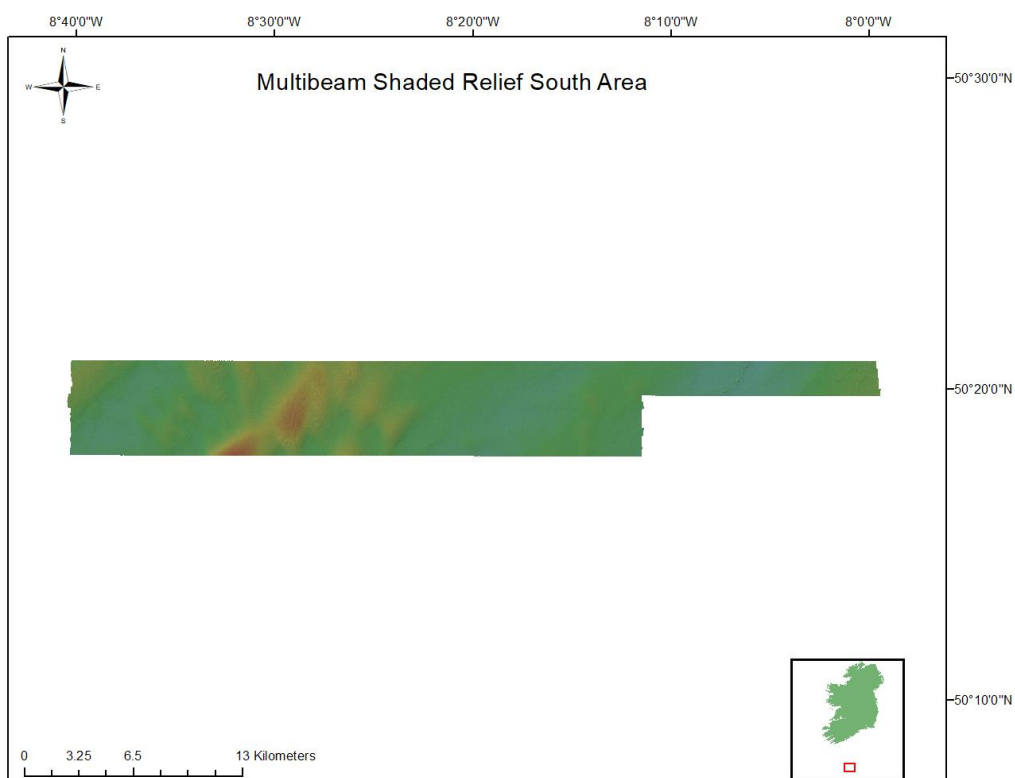 8°40'0"W 8°30'0"W 8°20'0"W 8°10'0"W 8°0'0"W
N
W E
S
Multibeam Shaded Relief South Area
50°30'0"N
50°20'0"N
50°10'0"N
0 3.25 6.5 13 Kilometers